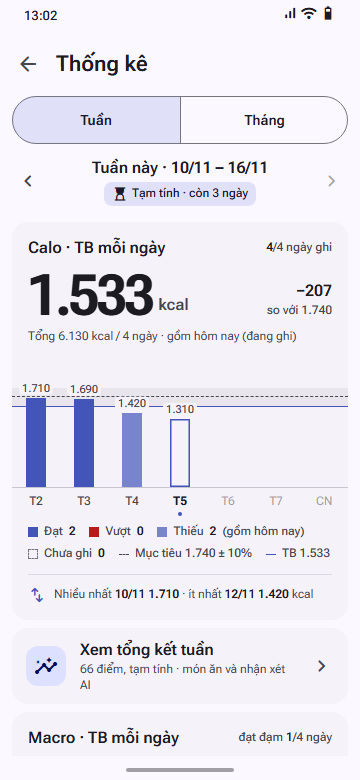 13:02
Thống kê
Tuần
Tháng
Tuần này · 10/11 – 16/11
Tạm tính · còn 3 ngày
Calo · TB mỗi ngày
4/4 ngày ghi
1.533 kcal
−207
so với 1.740
Tổng 6.130 kcal / 4 ngày · gồm hôm nay (đang ghi)
1.710
1.690
1.420
1.310
T2
T3
T4
T5
T6
T7
CN
Đạt 2
Vượt 0
Thiếu 2 (gồm hôm nay)
Chưa ghi 0
Mục tiêu 1.740 ± 10%
TB 1.533
Nhiều nhất 10/11 1.710 · ít nhất 12/11 1.420 kcal
Xem tổng kết tuần
66 điểm, tạm tính · món ăn và nhận xét
AI
Macro · TB mỗi ngày
đạt đạm 1/4 ngày